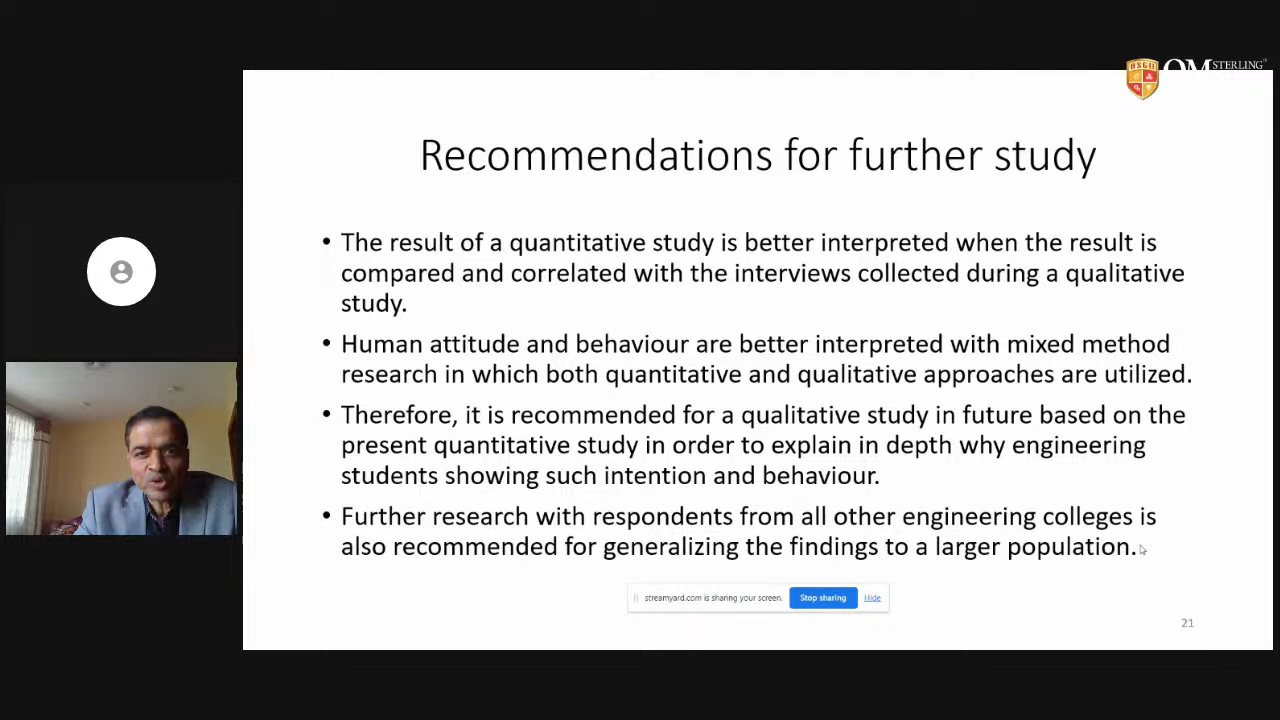 OSGU OM STERLING
Recommendations for further study
• The result of a quantitative study is better interpreted when the result is
compared and correlated with the interviews collected during a qualitative
study.
• Human attitude and behaviour are better interpreted with mixed method
research in which both quantitative and qualitative approaches are utilized.
• Therefore, it is recommended for a qualitative study in future based on the
present quantitative study in order to explain in depth why engineering
students showing such intention and behaviour.
• Further research with respondents from all other engineering colleges is
also recommended for generalizing the findings to a larger population.
streamyard.com is sharing your screen. Stop sharing Hide
21